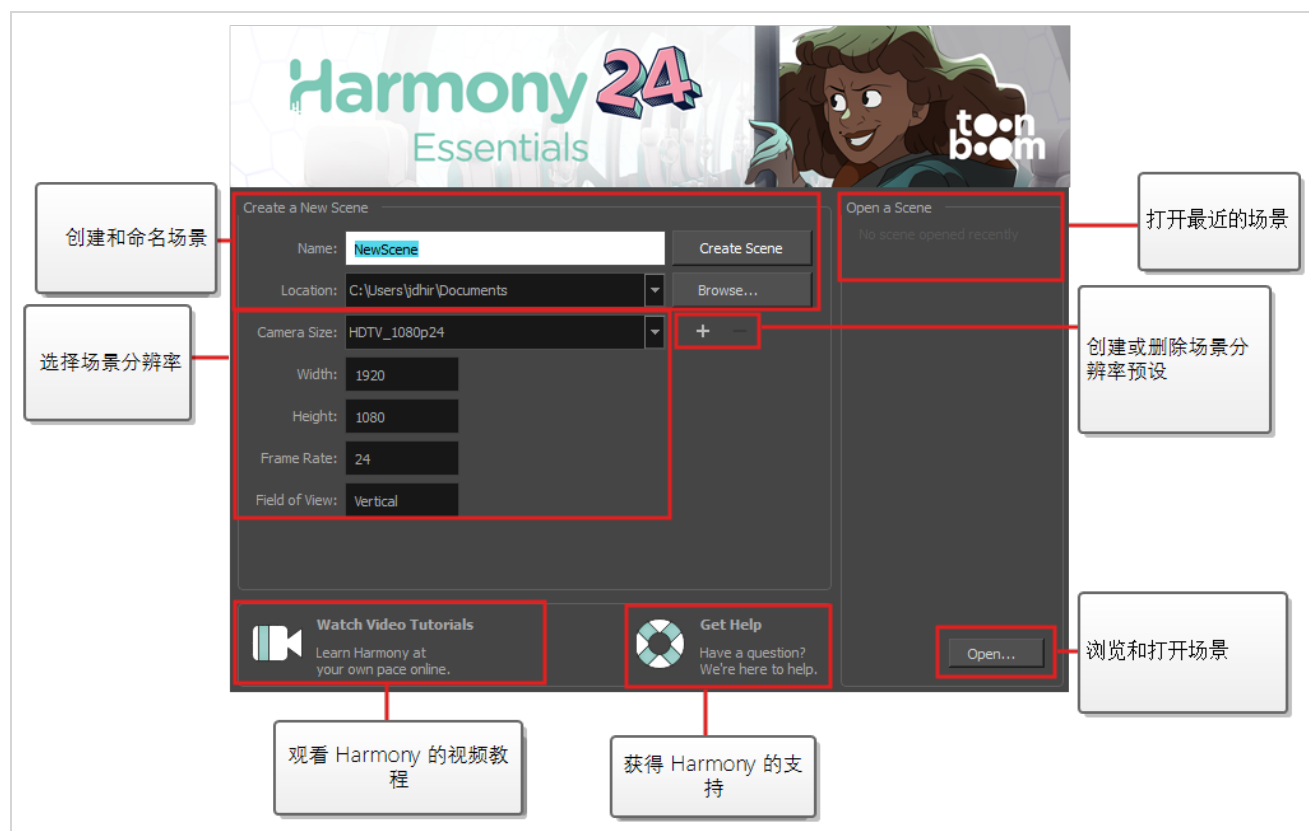 Harmony 24
Essentials
toon
boom
创建和命名场景
选择场景分辨率
Create a New Scene
Name:
NewScene
Create Scene
Location:
C:\Users\jdhir\Documents
Browse...
Camera Size:
HDTV_1080p24
+ −
Width:
1920
Height:
1080
Frame Rate:
24
Field of View:
Vertical
Open a Scene
No scene opened recently
打开最近的场景
创建或删除场景分
辨率预设
Watch Video Tutorials
Learn Harmony at
your own pace online.
Get Help
Have a question?
We're here to help.
Open...
浏览和打开场景
观看 Harmony 的视频教
程
获得 Harmony 的支
持